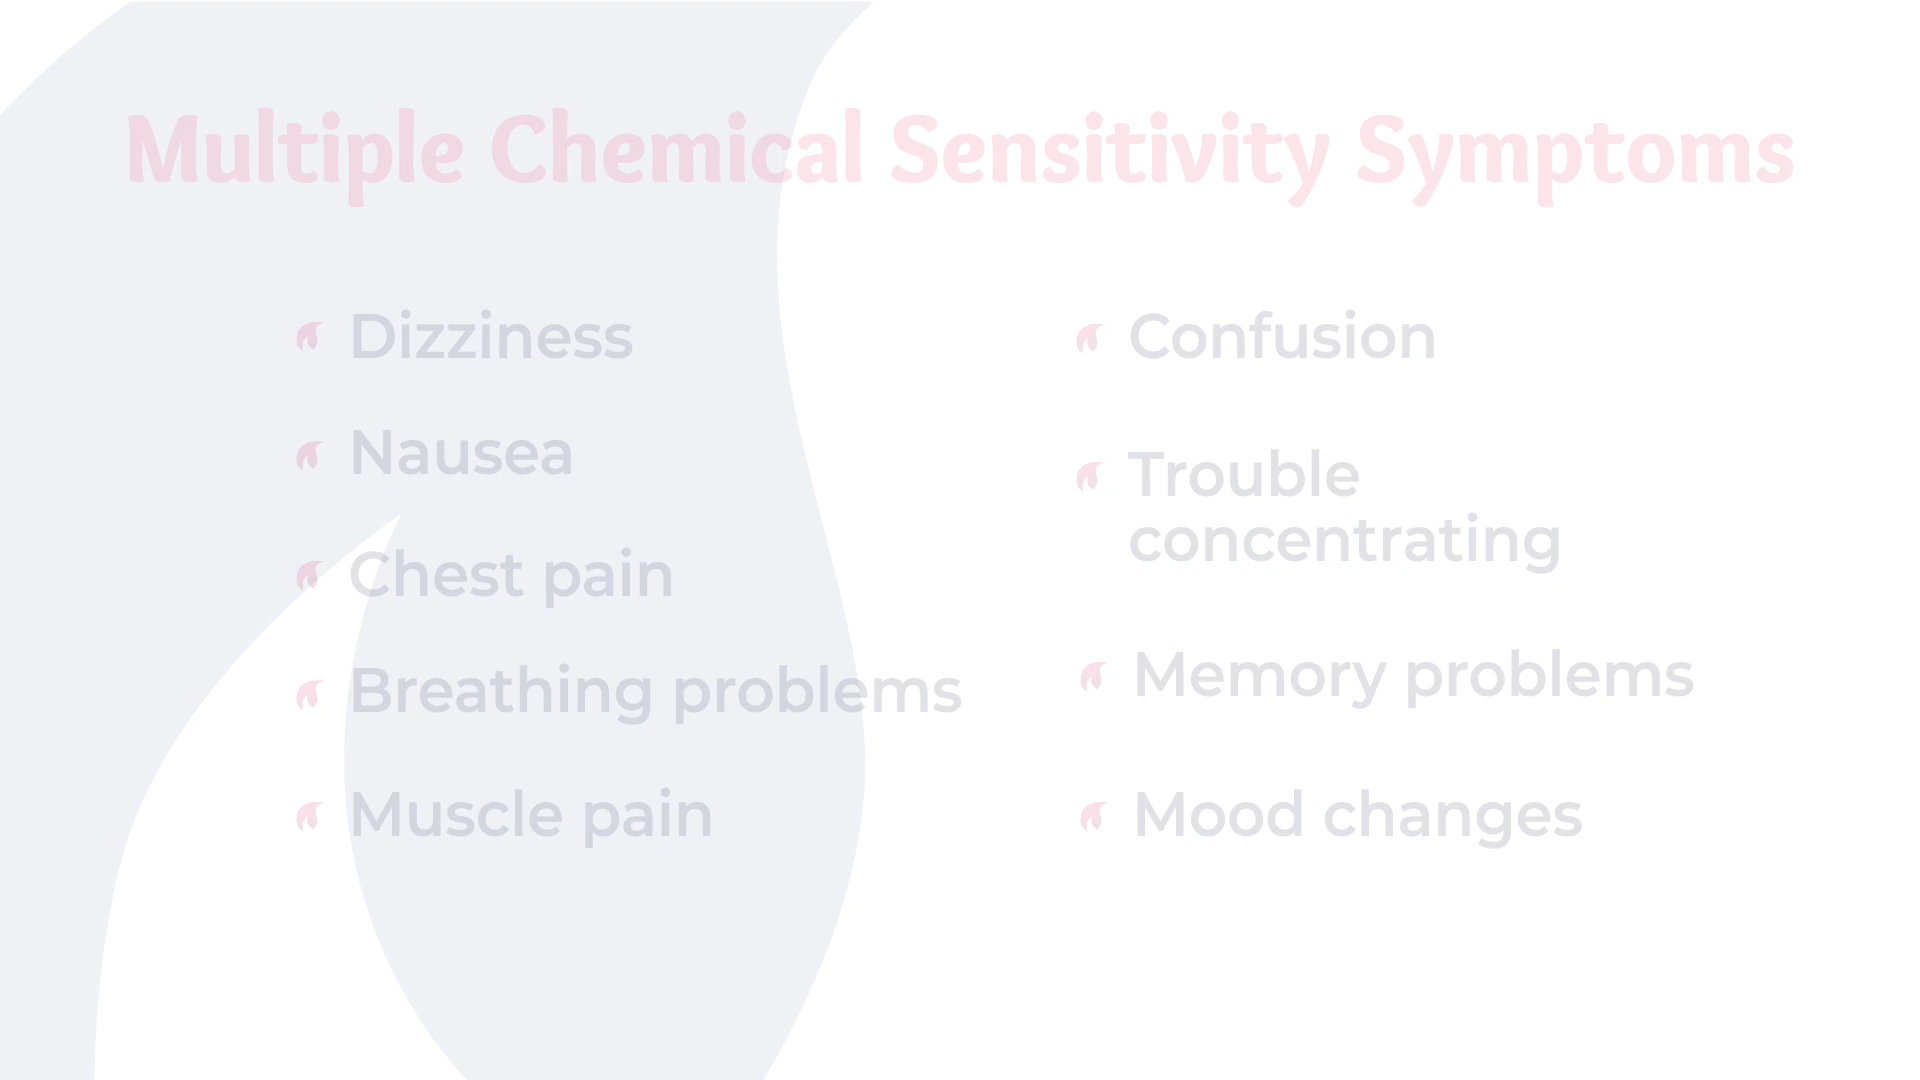 Multiple Chemical Sensitivity Symptoms
Dizziness
Nausea
Chest pain
Breathing problems
Muscle pain
Confusion
Trouble
concentrating
Memory problems
Mood changes